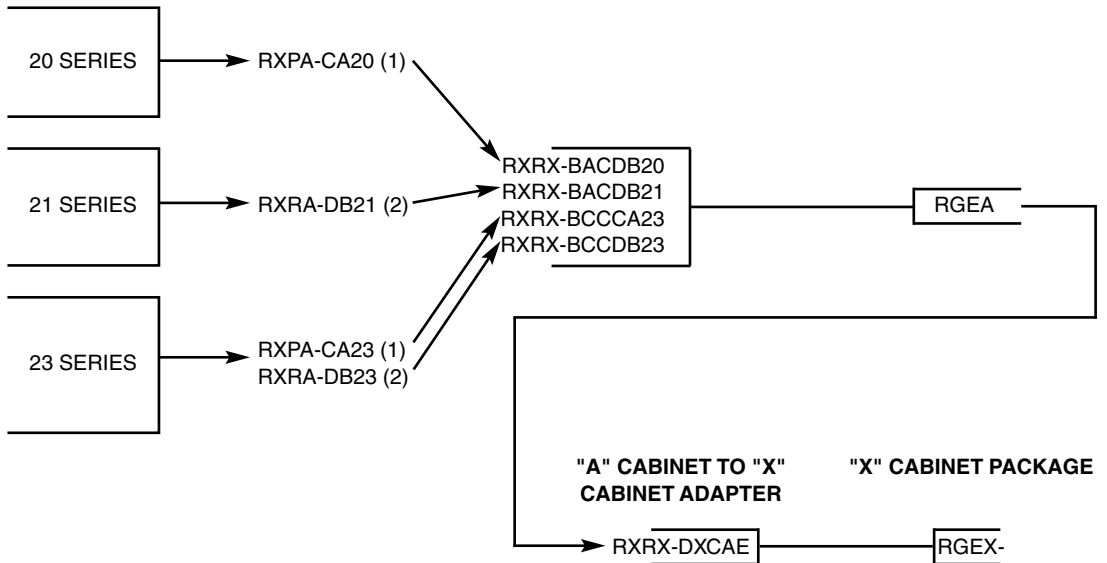 20 SERIES
RXPA-CA20 (1)
21 SERIES
RXRA-DB21 (2)
23 SERIES
RXPA-CA23 (1)
RXRA-DB23 (2)
RXRX-BACDB20
RXRX-BACDB21
RXRX-BCCCA23
RXRX-BCCDB23
RGEA
"A" CABINET TO "X"
CABINET ADAPTER
"X" CABINET PACKAGE
RXRX-DXCAE
RGEX-